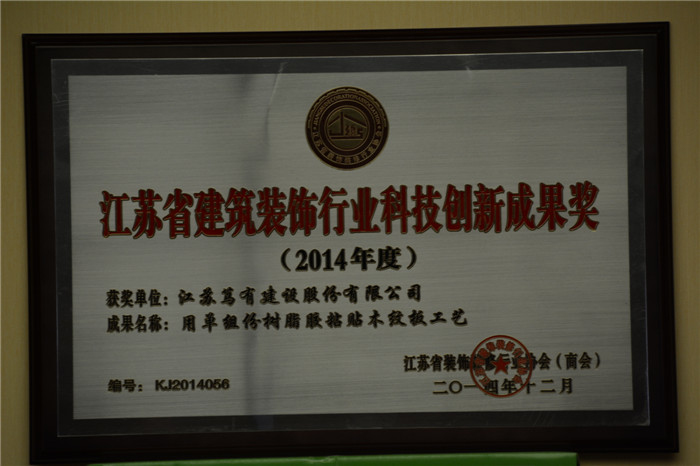 江苏省建筑装饰行业科技创新成果奖
（2014年度）
获奖单位：江苏笃有建设股份有限公司
成果名称：用单组份树脂胶粘贴木纹板工艺
江苏省装饰装修行业协会（商会）
编号：KJ2014056
二〇一四年十二月